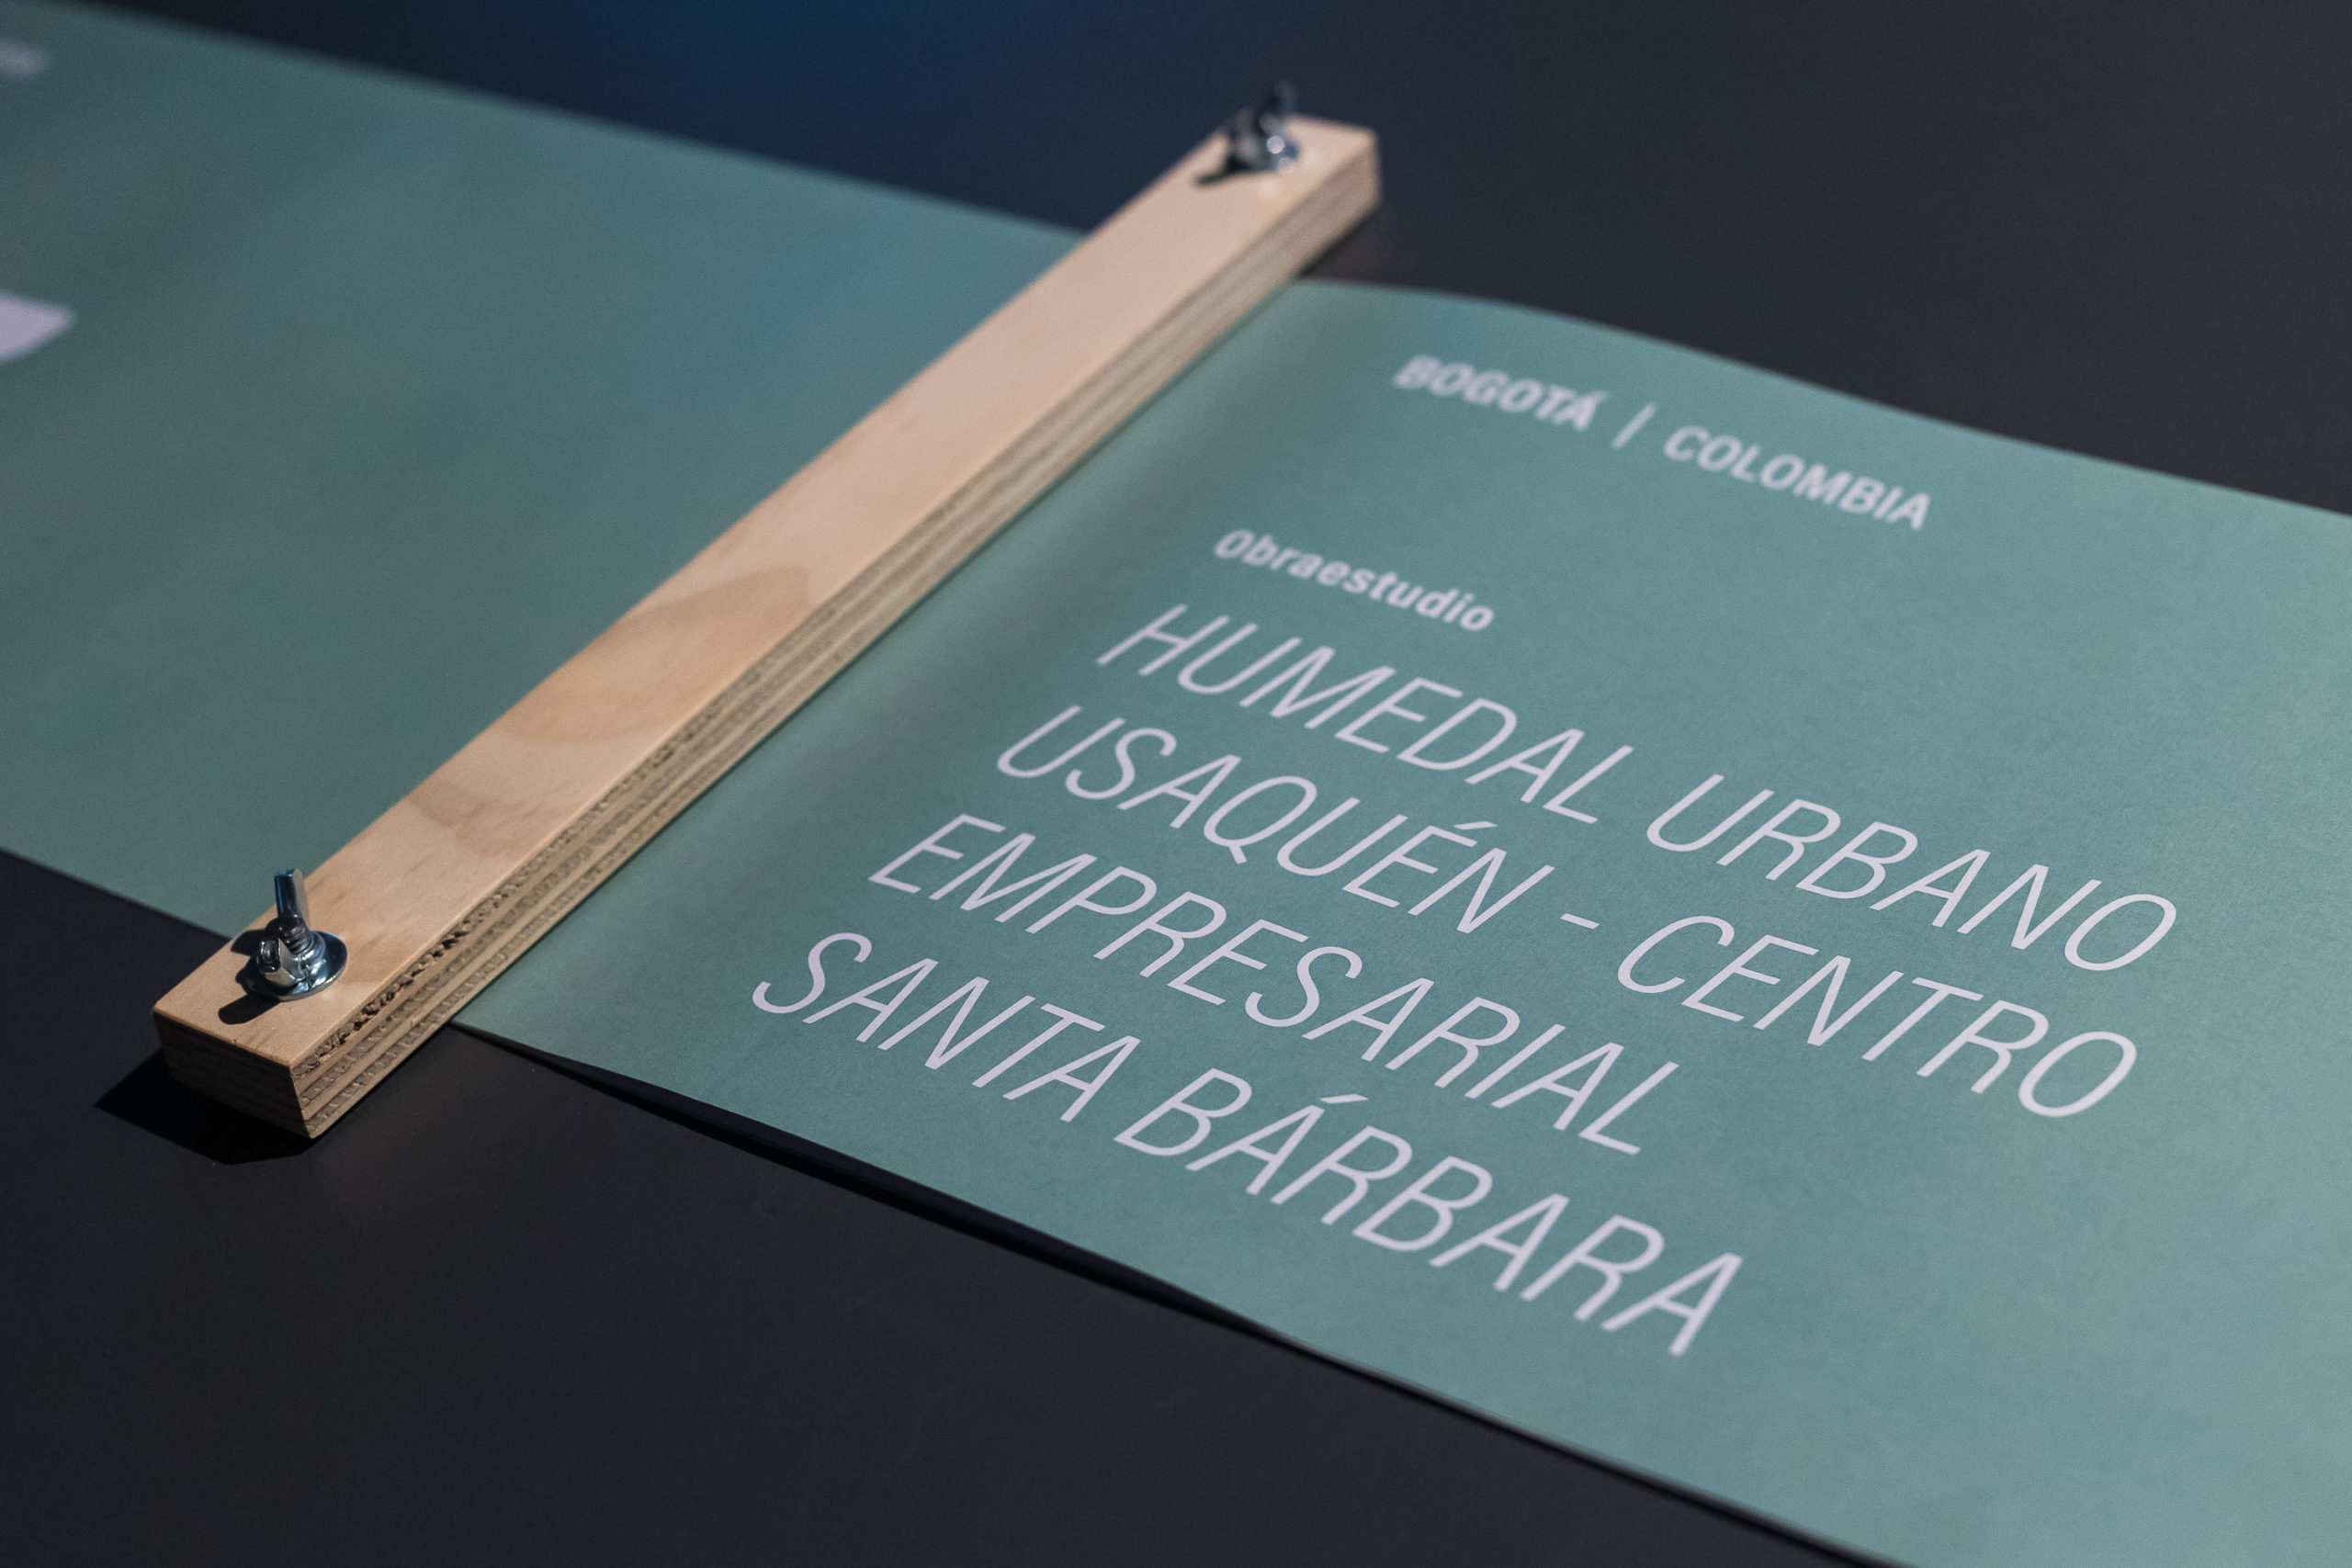 BOGOTÁ | COLOMBIA
Obraestudio
HUMEDAL URBANO
USAQUÉN - CENTRO
EMPRESARIAL
SANTA BÁRBARA